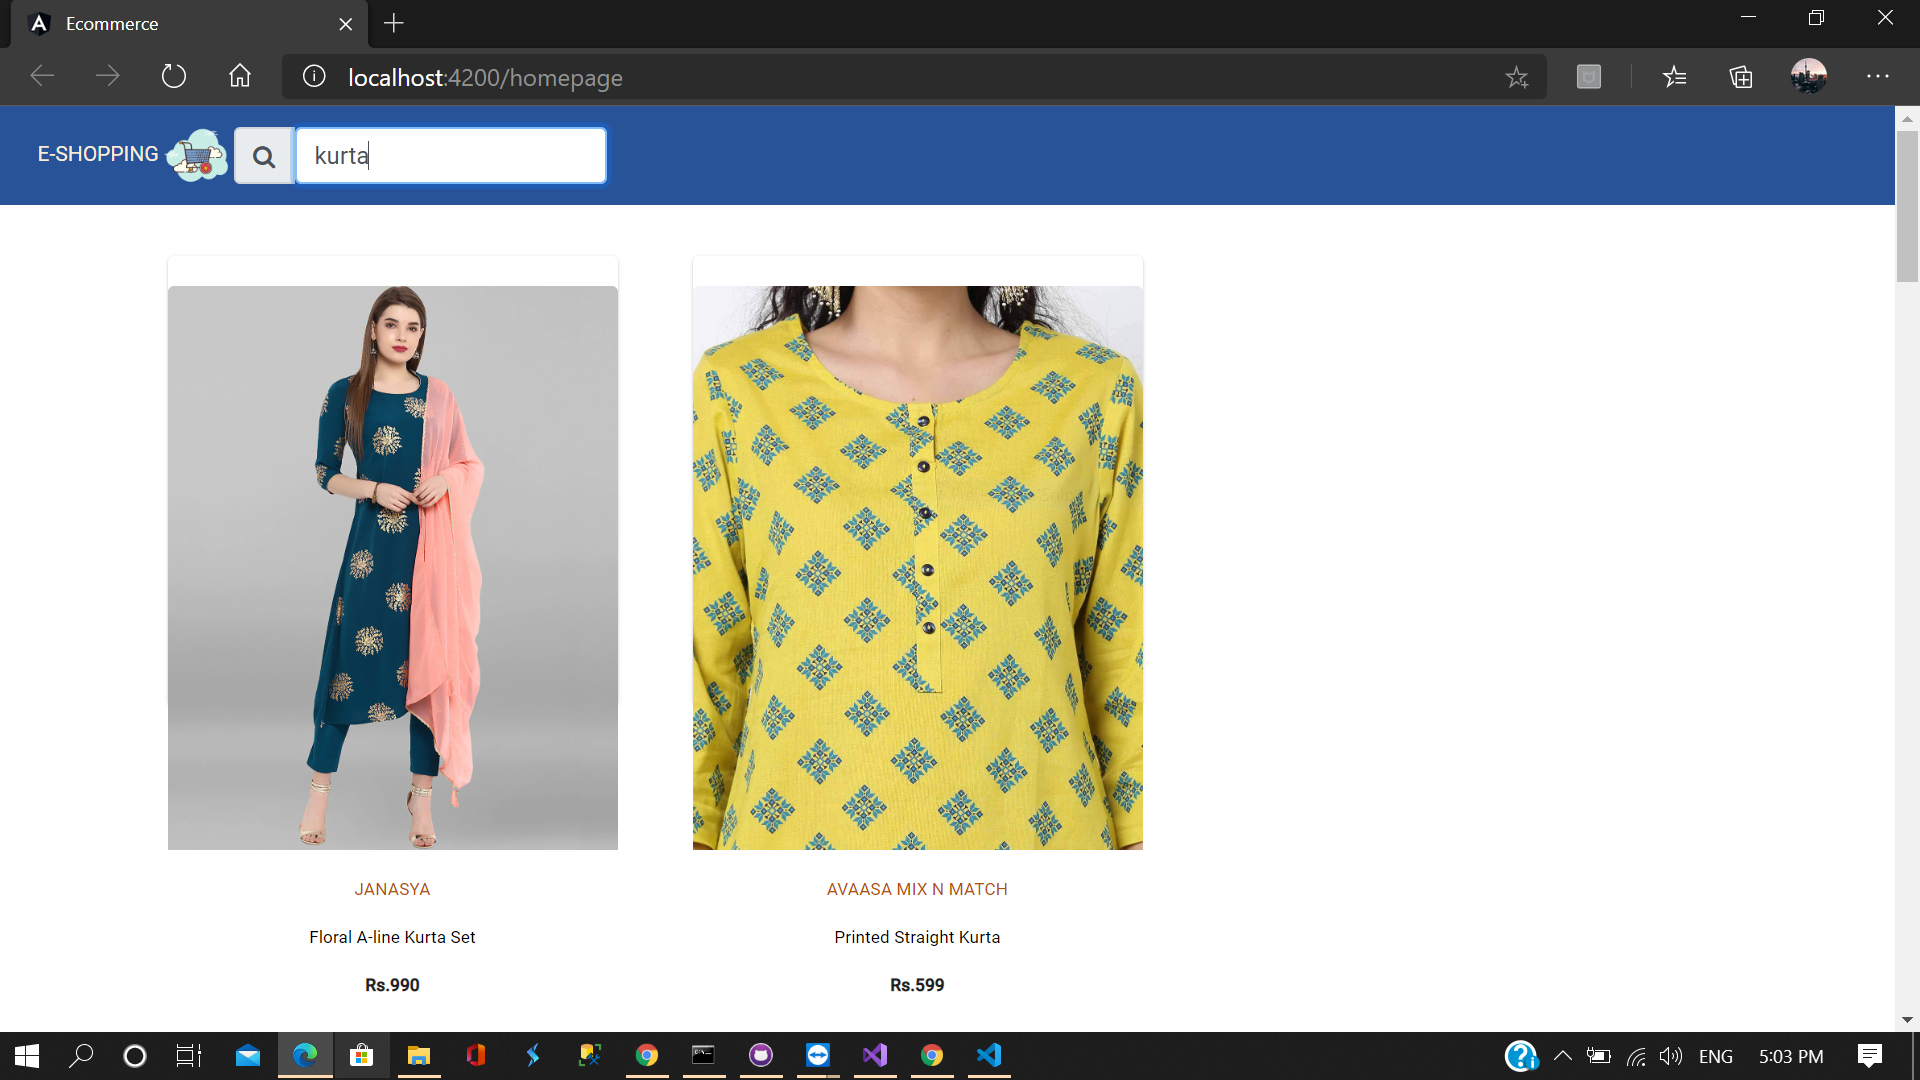 Ecommerce
localhost:4200/homepage
E-SHOPPING
kurta
JANASYA
Floral A-line Kurta Set
Rs.990
AVAASA MIX N MATCH
Printed Straight Kurta
Rs.599
ENG
5:03 PM